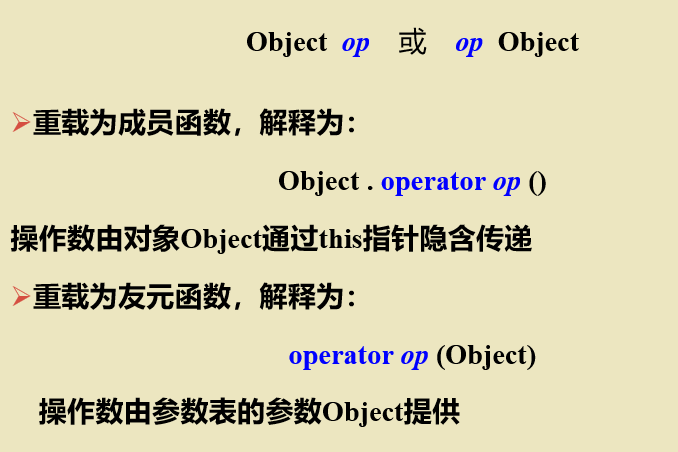 Object op 或 op Object
➢重载为成员函数，解释为：
Object . operator op ()
操作数由对象Object通过this指针隐含传递
➢重载为友元函数，解释为：
operator op (Object)
操作数由参数表的参数Object提供